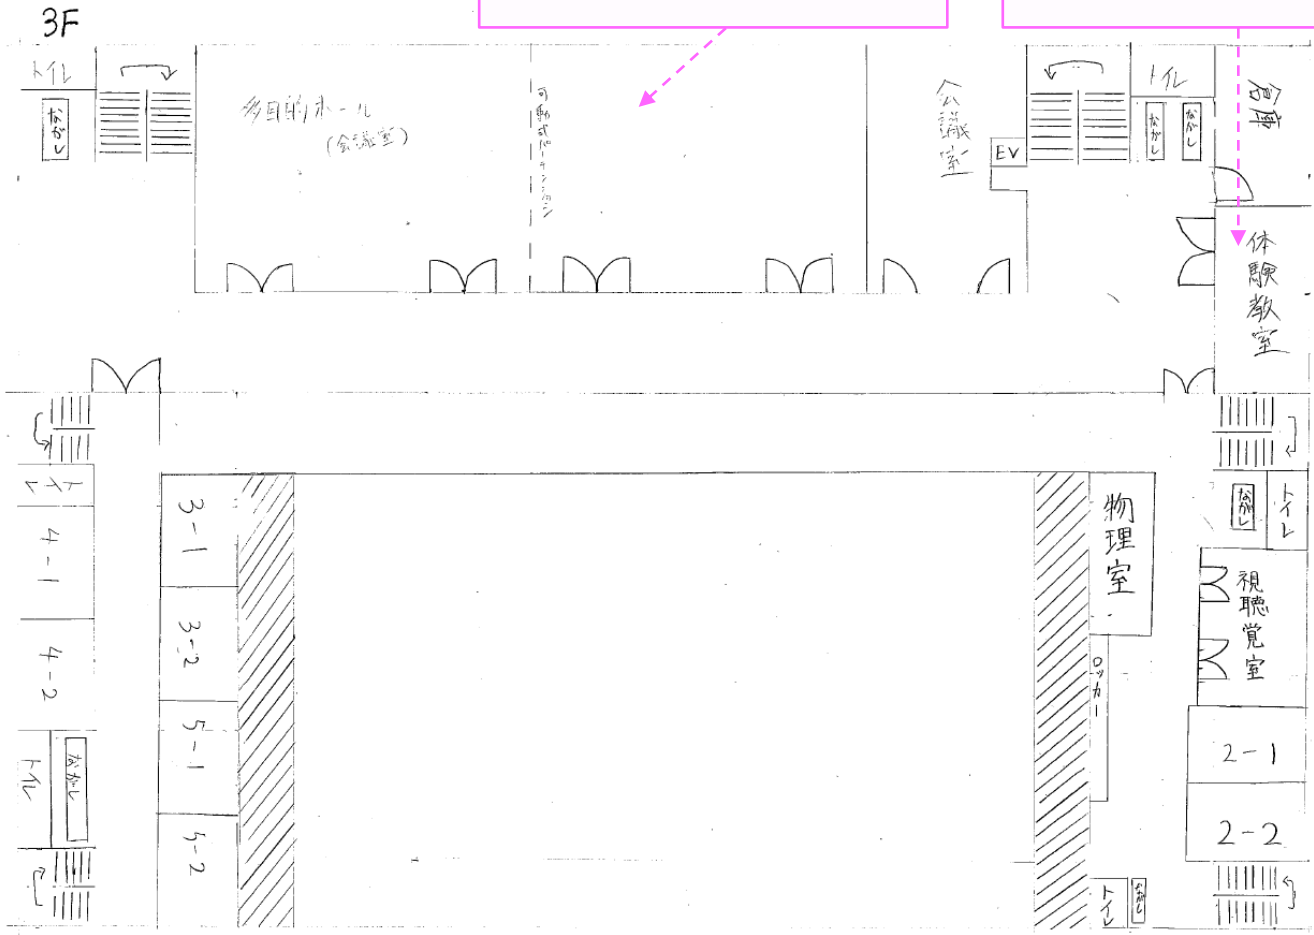 3F
トイレ
ながし
多目的ホール
(会議室)
可動式パーテーション
会議室
EV
トイレ
ながし
ながし
倉庫
体験教室
トイレ
4-1
4-2
ながし
トイレ
3-1
3-2
5-1
5-2
物理室
ロッカー
トイレ
ながし
ながし
トイレ
視聴覚室
2-1
2-2